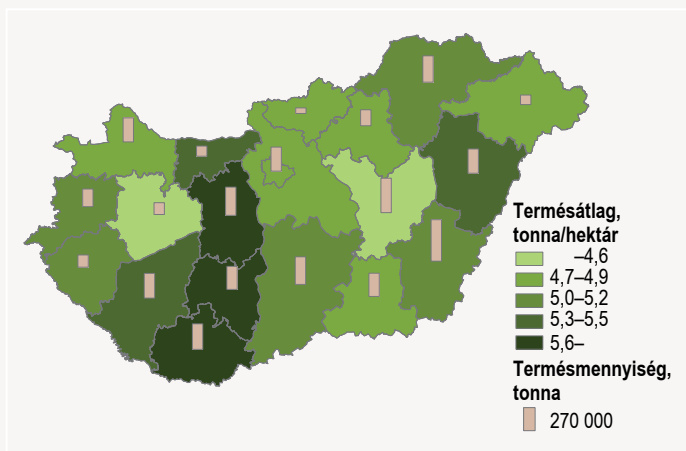 Termésátlag,
tonna/hektár
–4,6
4,7–4,9
5,0–5,2
5,3–5,5
5,6–
Termésmennyiség,
tonna
270 000